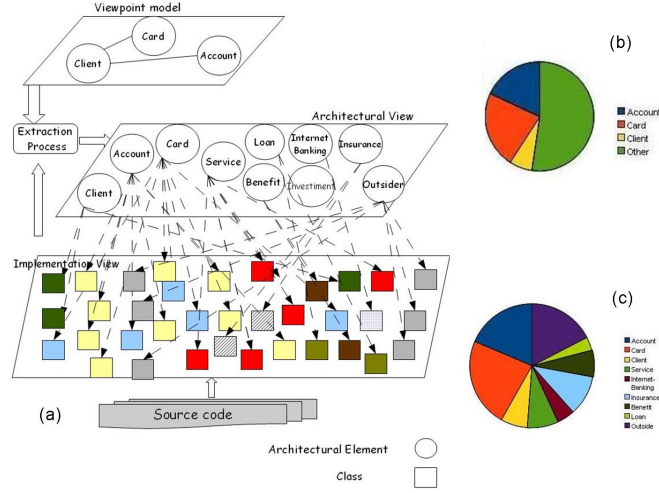 Viewpoint model
Card
Client
Account
Extraction
Process
Architectural View
Account
Card
Service
Loan
Internet
Banking
Insurance
Client
Benefit
Investiment
Outsider
Implementation View
Source code
(a)
Architectural Element
Class
(b)
Account
Card
Client
Other
(c)
Account
Card
Client
Service
Internet-
Banking
Insurance
Benefit
Loan
Outside